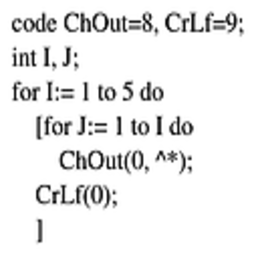 code ChOut=8, CrLf=9;
int I, J;
for I:= 1 to 5 do
[for J:= 1 to I do
ChOut(0, ^*);
CrLf(0);
]